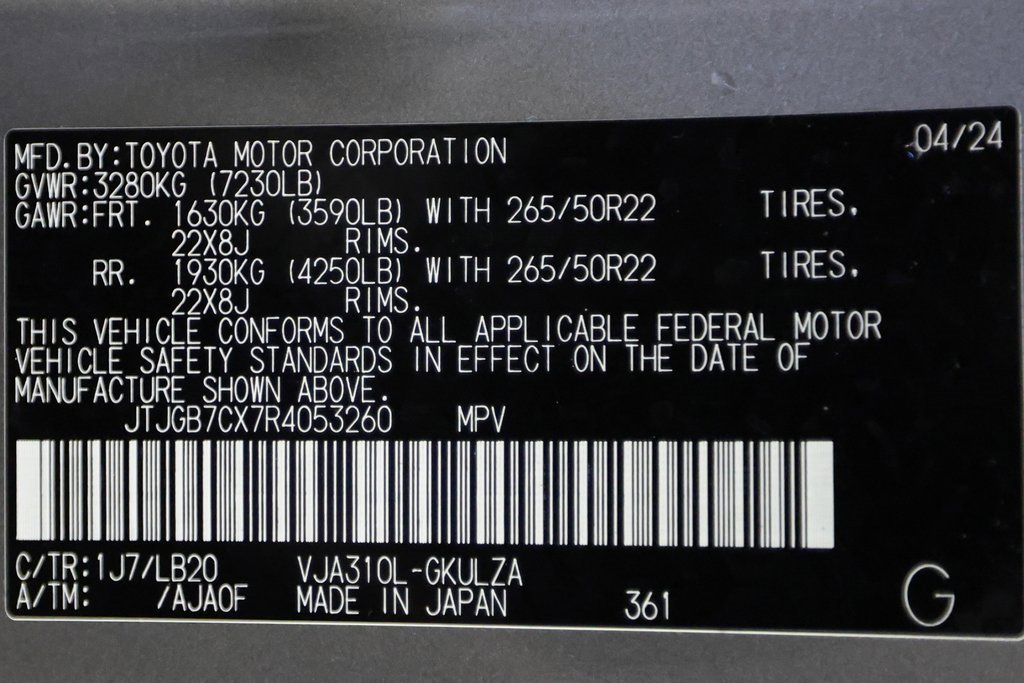 04/24
MFD.BY:TOYOTA MOTOR CORPORATION
GVWR:3280KG (7230LB)
GAWR:FRT. 1630KG (3590LB) WITH 265/50R22 TIRES.
22X8J RIMS.
RR. 1930KG (4250LB) WITH 265/50R22 TIRES.
22X8J RIMS.
THIS VEHICLE CONFORMS TO ALL APPLICABLE FEDERAL MOTOR
VEHICLE SAFETY STANDARDS IN EFFECT ON THE DATE OF
MANUFACTURE SHOWN ABOVE.
JTJGB7CX7R4053260 MPV
C/TR:1J7/LB20 VJA310L-GKULZA
A/TM: /AJA0F MADE IN JAPAN 361 G